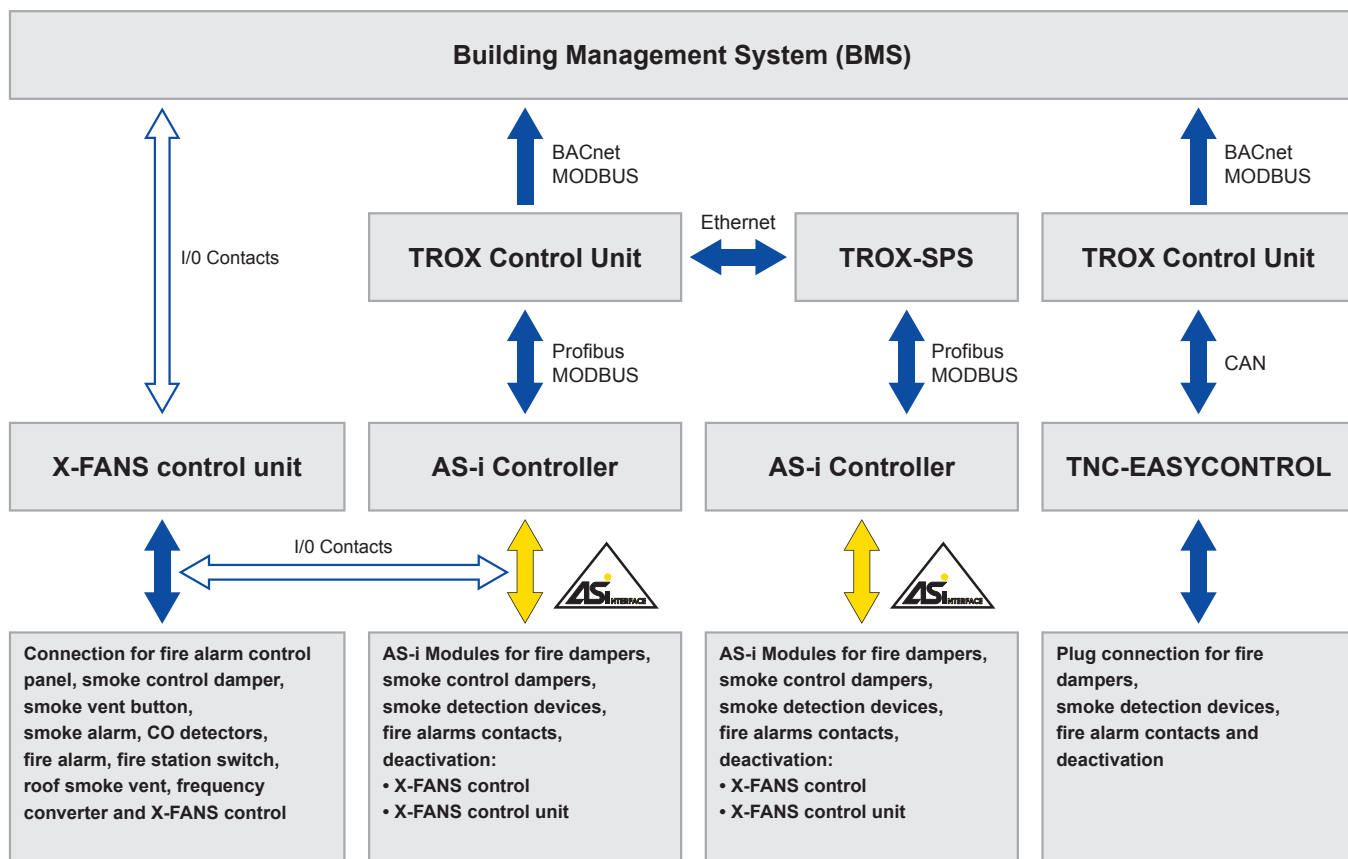 Building Management System (BMS)
BACnet
MODBUS
BACnet
MODBUS
I/0 Contacts
Ethernet
TROX Control Unit
TROX-SPS
TROX Control Unit
Profibus
MODBUS
Profibus
MODBUS
CAN
X-FANS control unit
AS-i Controller
AS-i Controller
TNC-EASYCONTROL
I/0 Contacts
ASi INTERFACE
ASi INTERFACE
Connection for fire alarm control
panel, smoke control damper,
smoke vent button,
smoke alarm, CO detectors,
fire alarm, fire station switch,
roof smoke vent, frequency
converter and X-FANS control
AS-i Modules for fire dampers,
smoke control dampers,
smoke detection devices,
fire alarms contacts,
deactivation:
• X-FANS control
• X-FANS control unit
AS-i Modules for fire dampers,
smoke control dampers,
smoke detection devices,
fire alarms contacts,
deactivation:
• X-FANS control
• X-FANS control unit
Plug connection for fire
dampers,
smoke detection devices,
fire alarm contacts and
deactivation